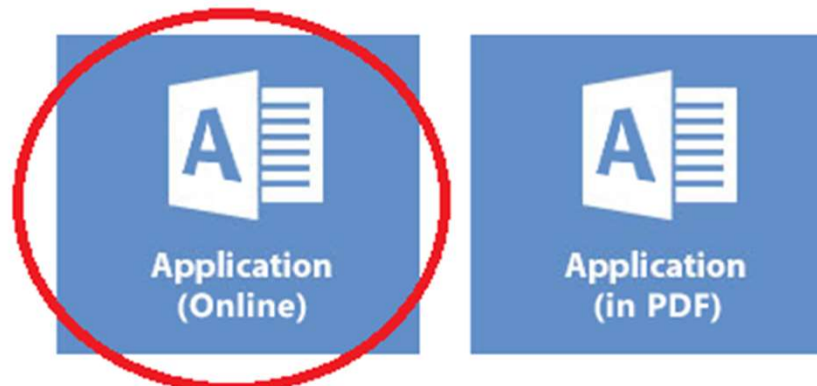 A
Application
(Online)
A
Application
(in PDF)